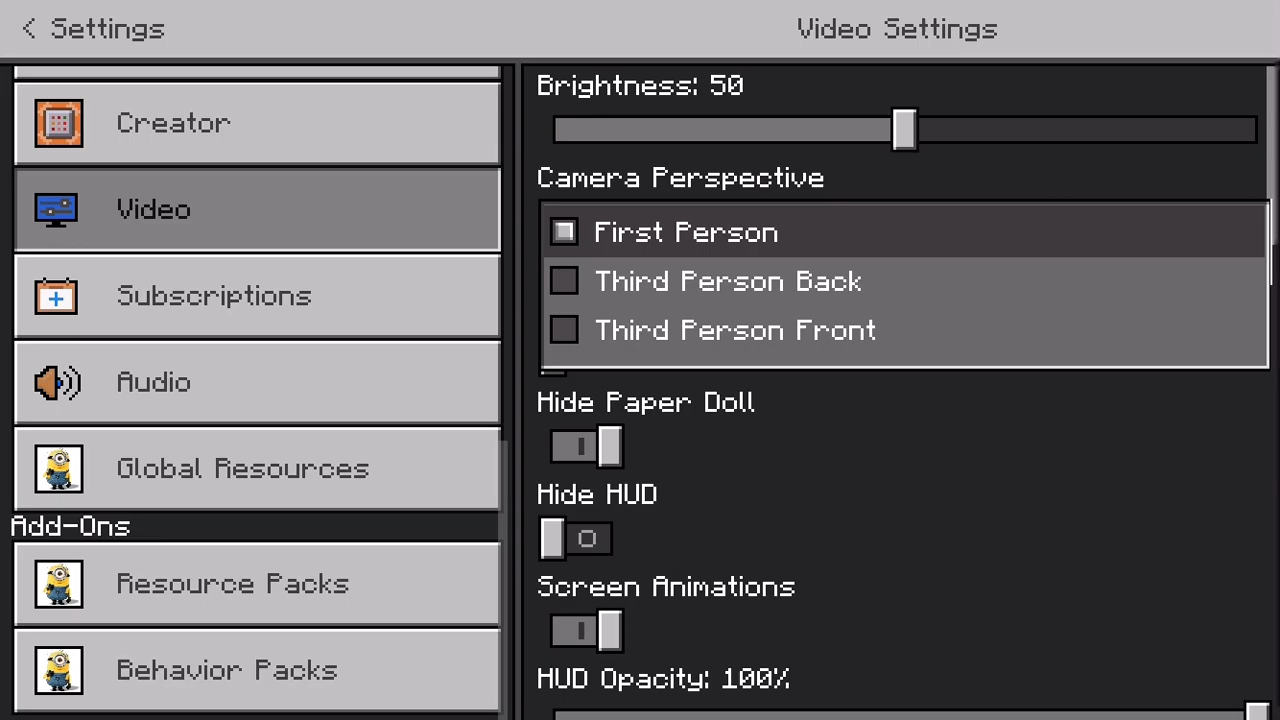 Settings
Video Settings
Creator
Video
Subscriptions
Audio
Global Resources
Add-Ons
Resource Packs
Behavior Packs
Brightness: 50
Camera Perspective
First Person
Third Person Back
Third Person Front
Hide Paper Doll
Hide HUD
Screen Animations
HUD Opacity: 100%